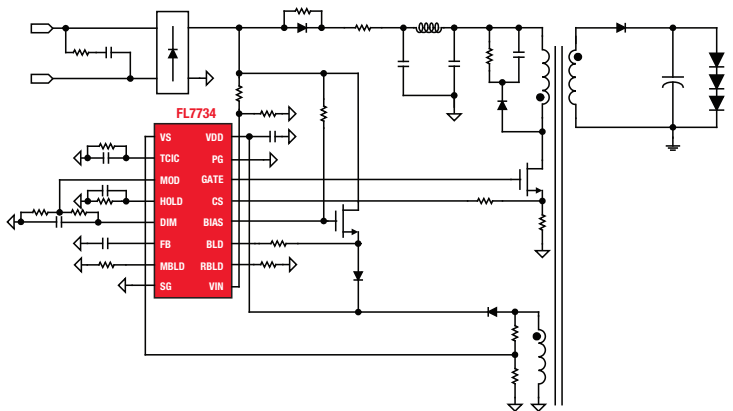 FL7734
VS VDD
TCIC PG
MOD GATE
HOLD CS
DIM BIAS
FB BLD
MBLD RBLD
SG VIN